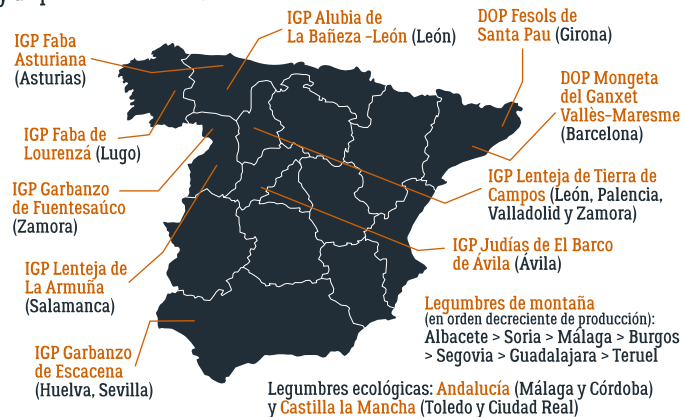 IGP Alubia de
La Bañeza -León (León)
DOP Fesols de
Santa Pau (Girona)
IGP Faba
Asturiana
(Asturias)
DOP Mongeta
del Ganxet
Vallès-Maresme
(Barcelona)
IGP Faba de
Lourenzá (Lugo)
IGP Lenteja de Tierra de
Campos (León, Palencia,
Valladolid y Zamora)
IGP Garbanzo
de Fuentesaúco
(Zamora)
IGP Judías de El Barco
de Ávila (Ávila)
IGP Lenteja de
La Armuña
(Salamanca)
Legumbres de montaña
(en orden decreciente de producción):
Albacete > Soria > Málaga > Burgos
> Segovia > Guadalajara > Teruel
IGP Garbanzo
de Escacena
(Huelva, Sevilla)
Legumbres ecológicas: Andalucía (Málaga y Córdoba)
y Castilla la Mancha (Toledo y Ciudad Real)